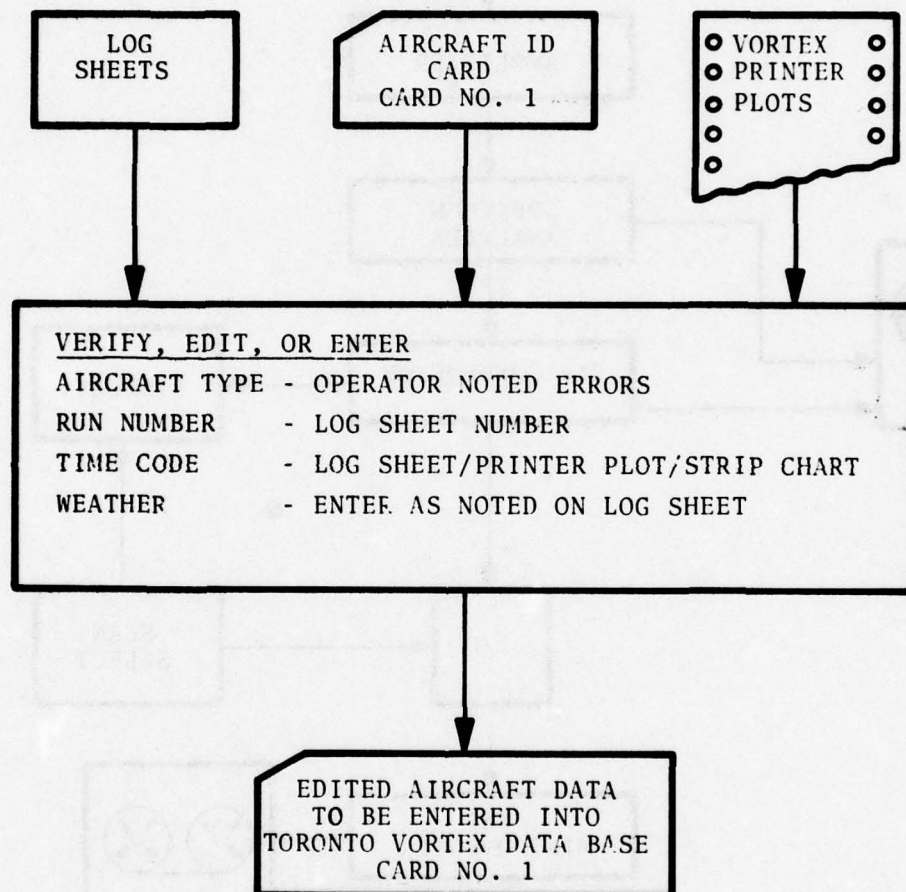 LOG
SHEETS
AIRCRAFT ID
CARD
CARD NO. 1
VORTEX
PRINTER
PLOTS
VERIFY, EDIT, OR ENTER
AIRCRAFT TYPE - OPERATOR NOTED ERRORS
RUN NUMBER - LOG SHEET NUMBER
TIME CODE - LOG SHEET/PRINTER PLOT/STRIP CHART
WEATHER - ENTER AS NOTED ON LOG SHEET
EDITED AIRCRAFT DATA
TO BE ENTERED INTO
TORONTO VORTEX DATA BASE
CARD NO. 1